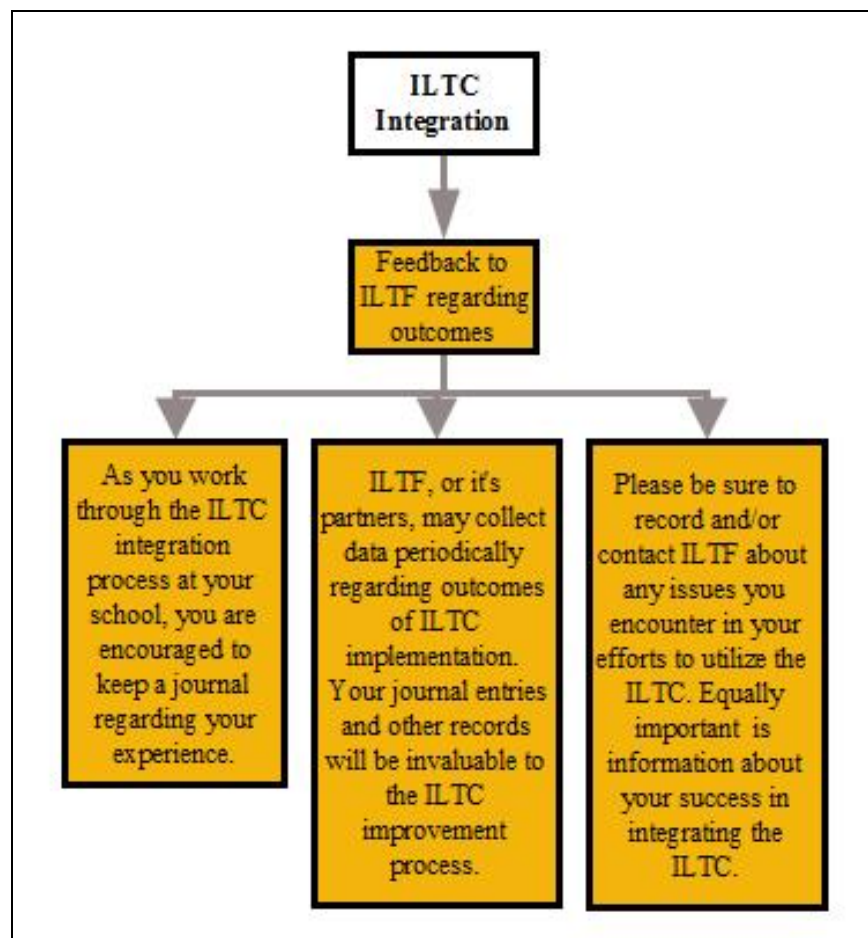 ILTC
Integration
Feedback to
ILTF regarding
outcomes
As you work
through the ILTC
integration
process at your
school, you are
encouraged to
keep a journal
regarding your
experience.
ILTF, or it's
partners, may collect
data periodically
regarding outcomes
of ILTC
implementation.
Your journal entries
and other records
will be invaluable to
the ILTC
improvement
process.
Please be sure to
record and/or
contact ILTF about
any issues you
encounter in your
efforts to utilize the
ILTC. Equally
important is
information about
your success in
integrating the
ILTC.